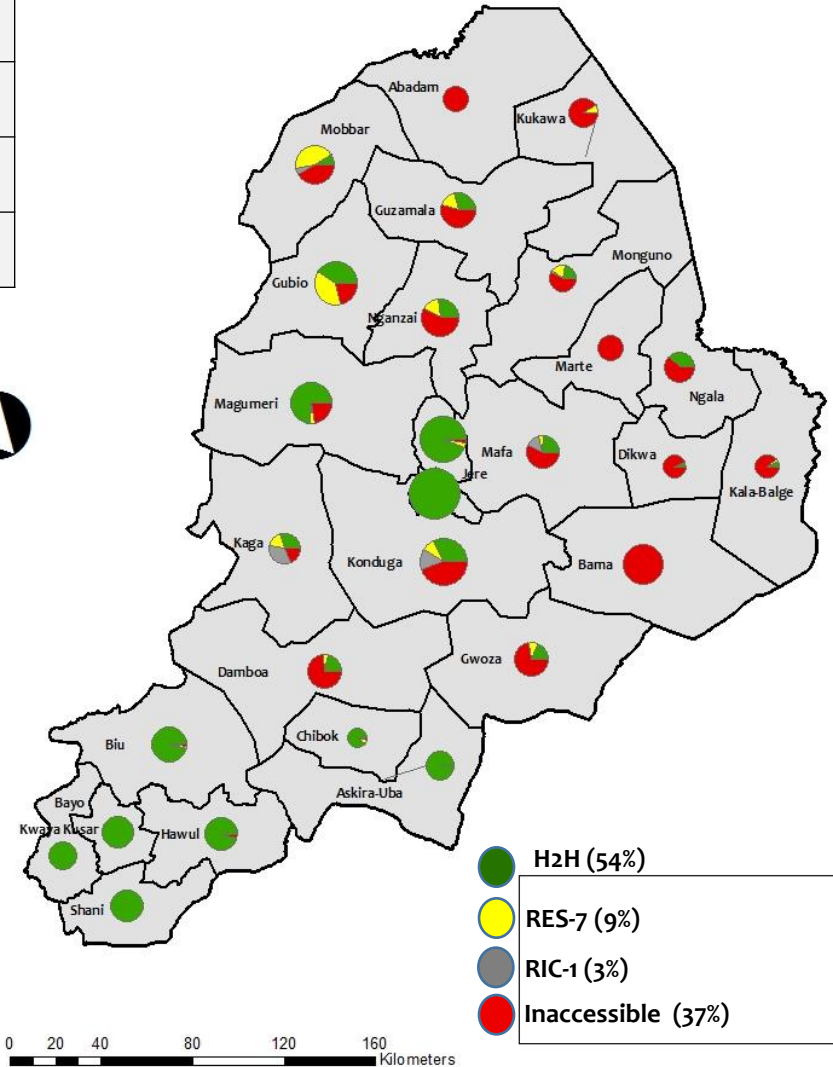 Abadam
Kukawa
Mobbar
Guzamala
Monguno
Gubio
Nganzai
Marte
Ngala
Magumeri
Mafa
Dikwa
Jere
Kala-Balge
Kaga
Konduga
Bama
Damboa
Gwoza
Biu
Chibok
Askira-Uba
Bayo
Kwaya Kusar
Hawul
Shani
H2H (54%)
RES-7 (9%)
RIC-1 (3%)
Inaccessible (37%)
0 20 40 80 120 160
Kilometers